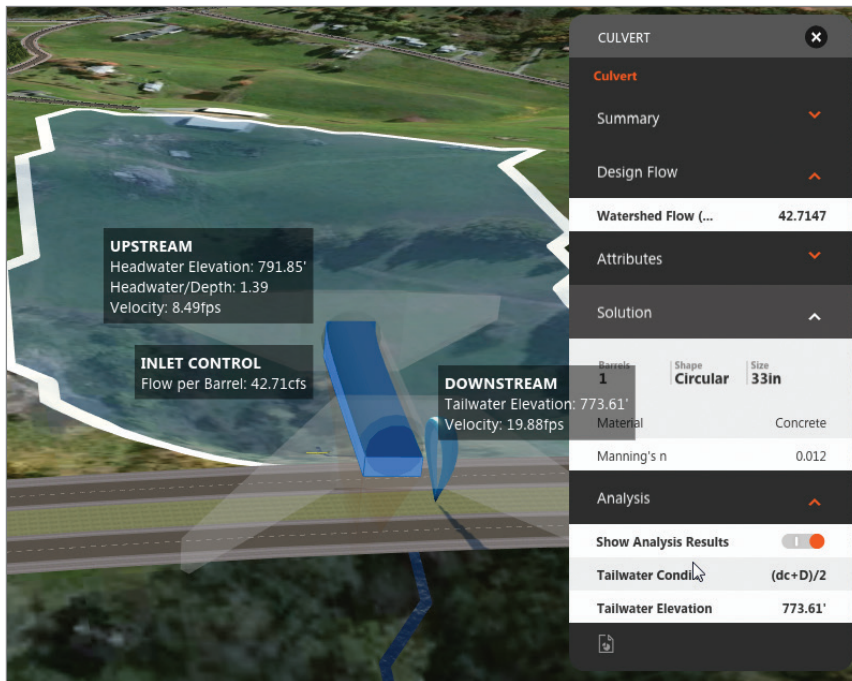 UPSTREAM
Headwater Elevation: 791.85'
Headwater/Depth: 1.39
Velocity: 8.49fps
INLET CONTROL
Flow per Barrel: 42.71cfs
DOWNSTREAM
Tailwater Elevation: 773.61'
Velocity: 19.88fps
CULVERT
Culvert
Summary
Design Flow
Watershed Flow (... 42.7147
Attributes
Solution
Barrels Shape Size
1 Circular 33in
Material Concrete
Manning's n 0.012
Analysis
Show Analysis Results
Tailwater Condi... (dc+D)/2
Tailwater Elevation 773.61'